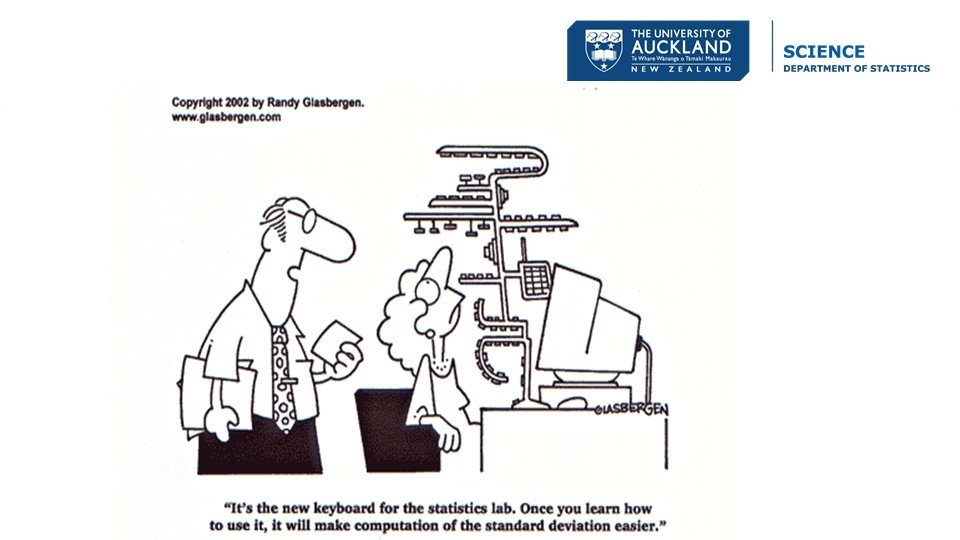 THE UNIVERSITY OF
AUCKLAND
Te Whare Wānanga o Tāmaki Makaurau
NEW ZEALAND
SCIENCE
DEPARTMENT OF STATISTICS
Copyright 2002 by Randy Glasbergen.
www.glasbergen.com
GLASBERGEN
“It’s the new keyboard for the statistics lab. Once you learn how
to use it, it will make computation of the standard deviation easier.”